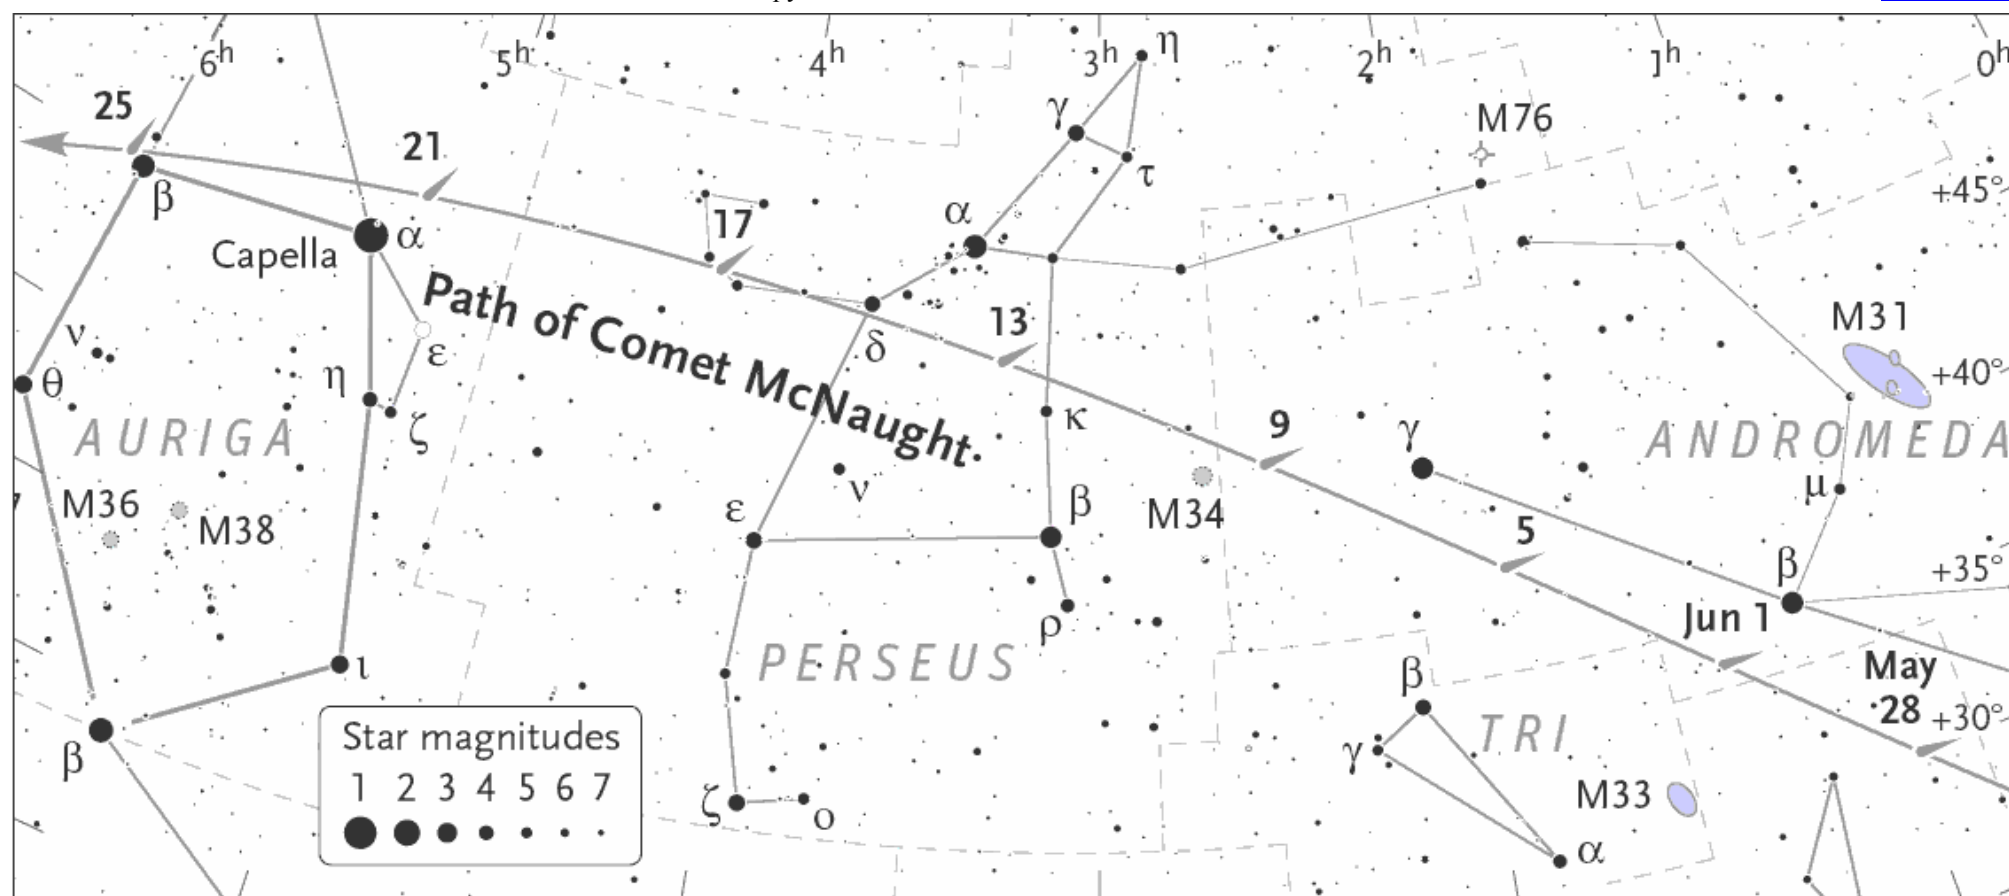 6h 5h 4h 3h 2h 1h 0h
η
25
γ
M76
21
τ
+45°
β
17
α
α
Capella
Path of Comet McNaught
13
M31
ν
δ
ε
θ
η
+40°
κ
9
γ
ζ
AURIGA
ANDROMEDA
M36
ν
μ
M38
ε
β
M34
5
β
+35°
ρ
Jun 1
PERSEUS
ι
β
May
28
+30°
TRI
β
γ
Star magnitudes
1 2 3 4 5 6 7
M33
ζ
ο
α